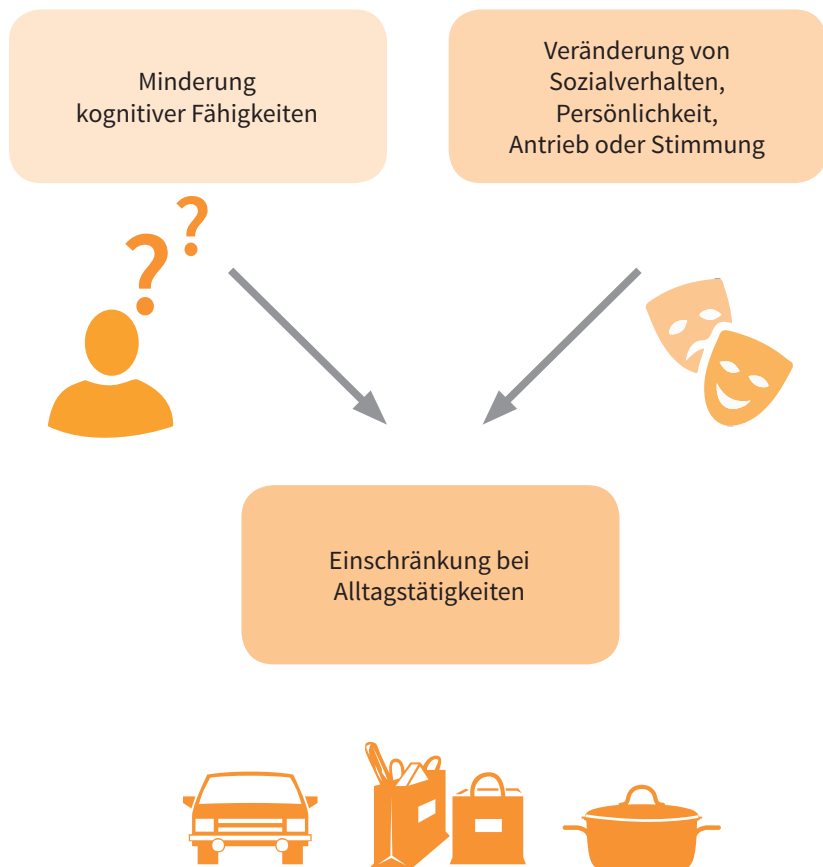 Minderung
kognitiver Fähigkeiten
Veränderung von
Sozialverhalten,
Persönlichkeit,
Antrieb oder Stimmung
? ?
Einschränkung bei
Alltagstätigkeiten